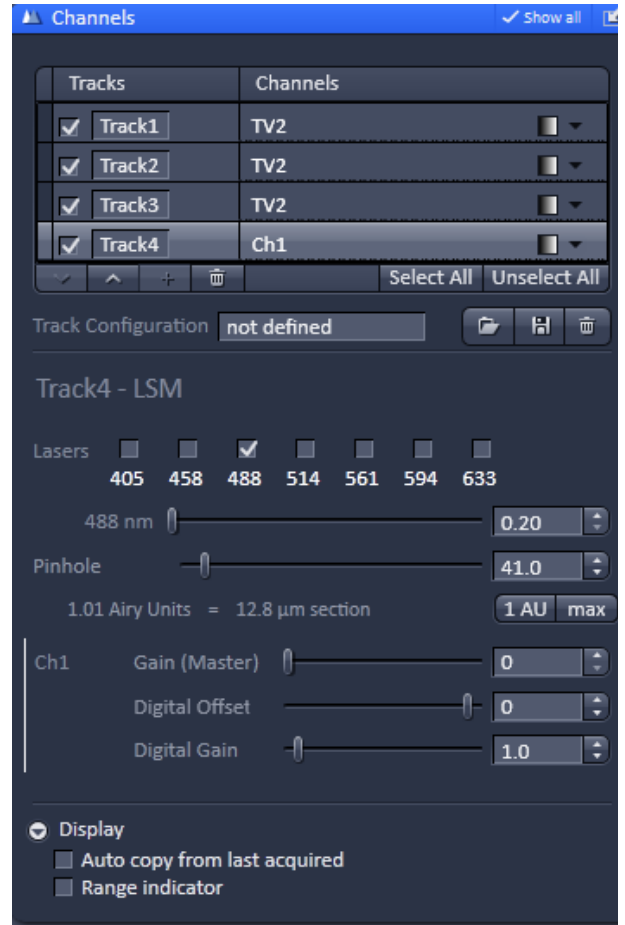 Channels Show all
Tracks Channels
Track1 TV2
Track2 TV2
Track3 TV2
Track4 Ch1
Select All Unselect All
Track Configuration not defined
Track4 - LSM
Lasers
405 458 488 514 561 594 633
488 nm 0.20
Pinhole 41.0
1.01 Airy Units = 12.8 µm section 1 AU max
Ch1 Gain (Master) 0
Digital Offset 0
Digital Gain 1.0
Display
Auto copy from last acquired
Range indicator